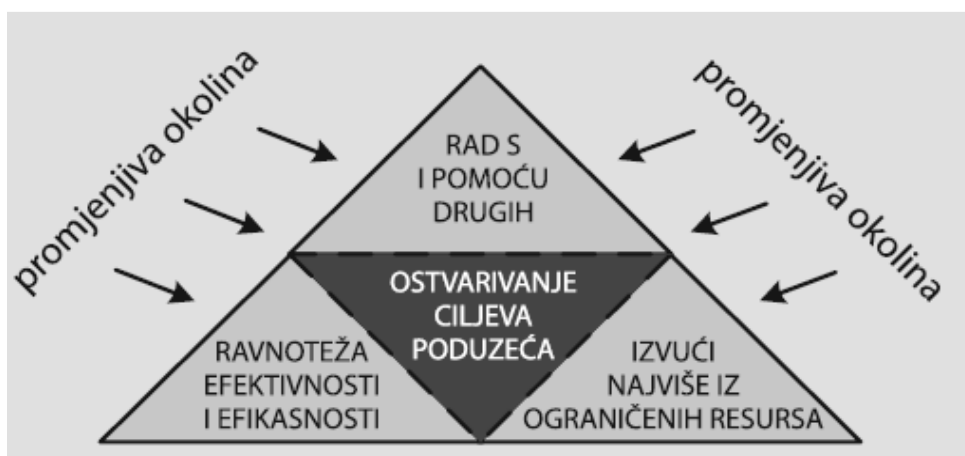 promjenjiva okolina
promjenjiva okolina
RAD S
I POMOĆU
DRUGIH
OSTVARIVANJE
CILJEVA
PODUZEĆA
RAVNOTEŽA
EFEKTIVNOSTI
I EFIKASNOSTI
IZVUĆI
NAJVIŠE IZ
OGRANIČENIH RESURSA